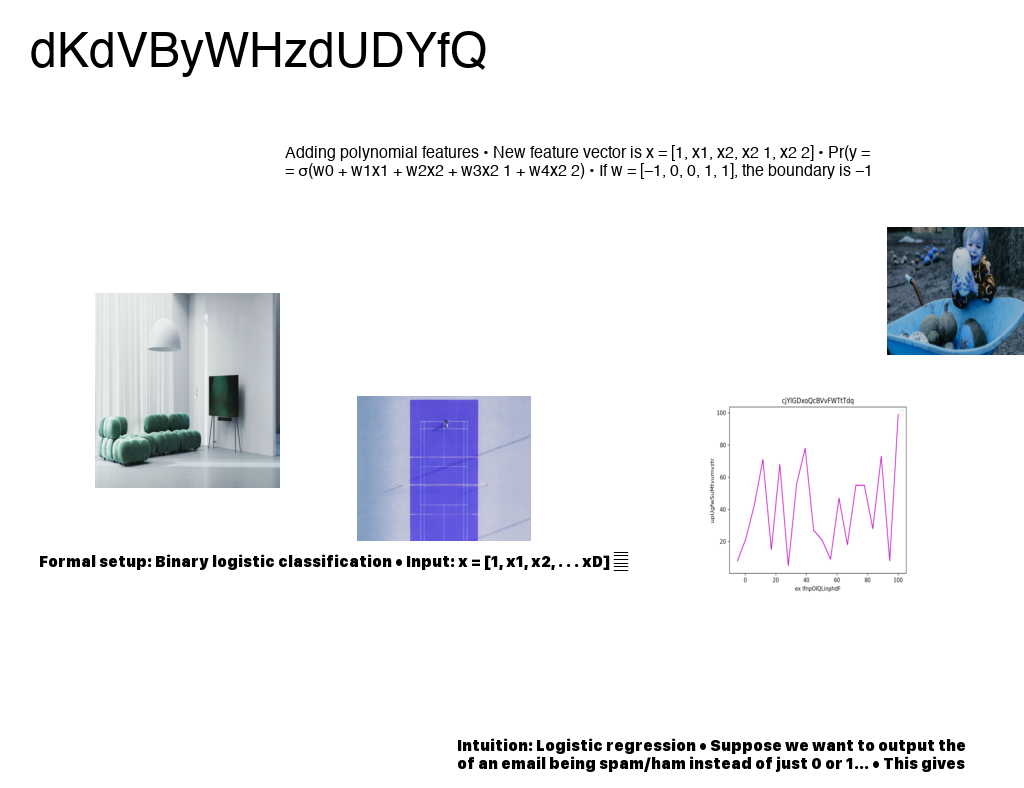 dKdVByWHzdUDYfQ
Adding polynomial features • New feature vector is x = [1, x1, x2, x2 1, x2 2] • Pr(y =
= σ(w0 + w1x1 + w2x2 + w3x2 1 + w4x2 2) • If w = [−1, 0, 0, 1, 1], the boundary is −1
100
80
60
40
20
0 20 40 60 80 100
Formal setup: Binary logistic classification • Input: x = [1, x1, x2, . . . xD]
Intuition: Logistic regression • Suppose we want to output the
of an email being spam/ham instead of just 0 or 1… • This gives